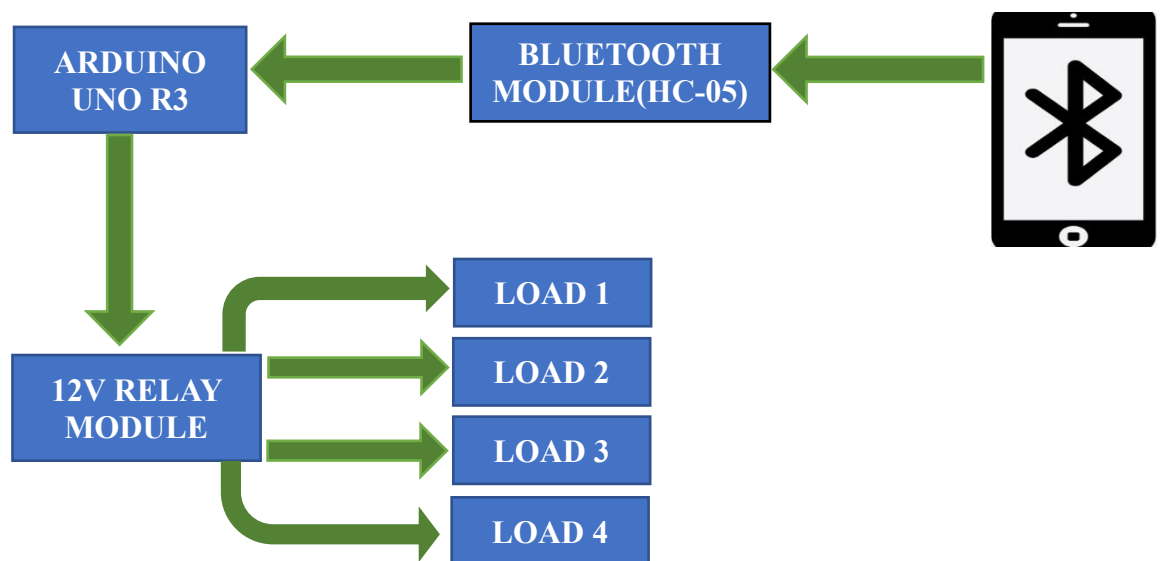 ARDUINO
UNO R3
BLUETOOTH
MODULE(HC-05)
LOAD 1
LOAD 2
12V RELAY
MODULE
LOAD 3
LOAD 4